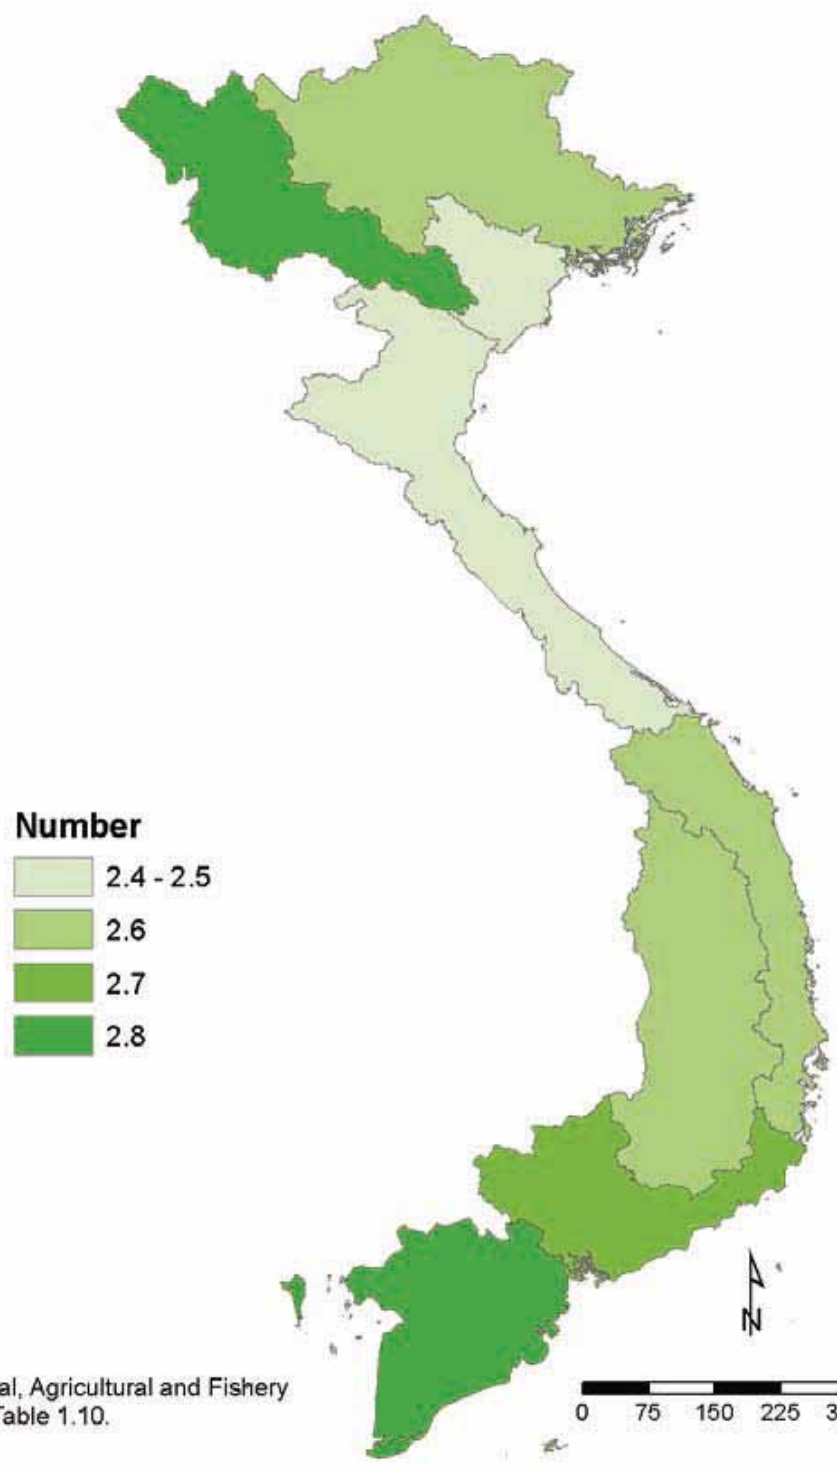 Number
2.4 - 2.5
2.6
2.7
2.8
N
al, Agricultural and Fishery
Table 1.10.
0 75 150 225